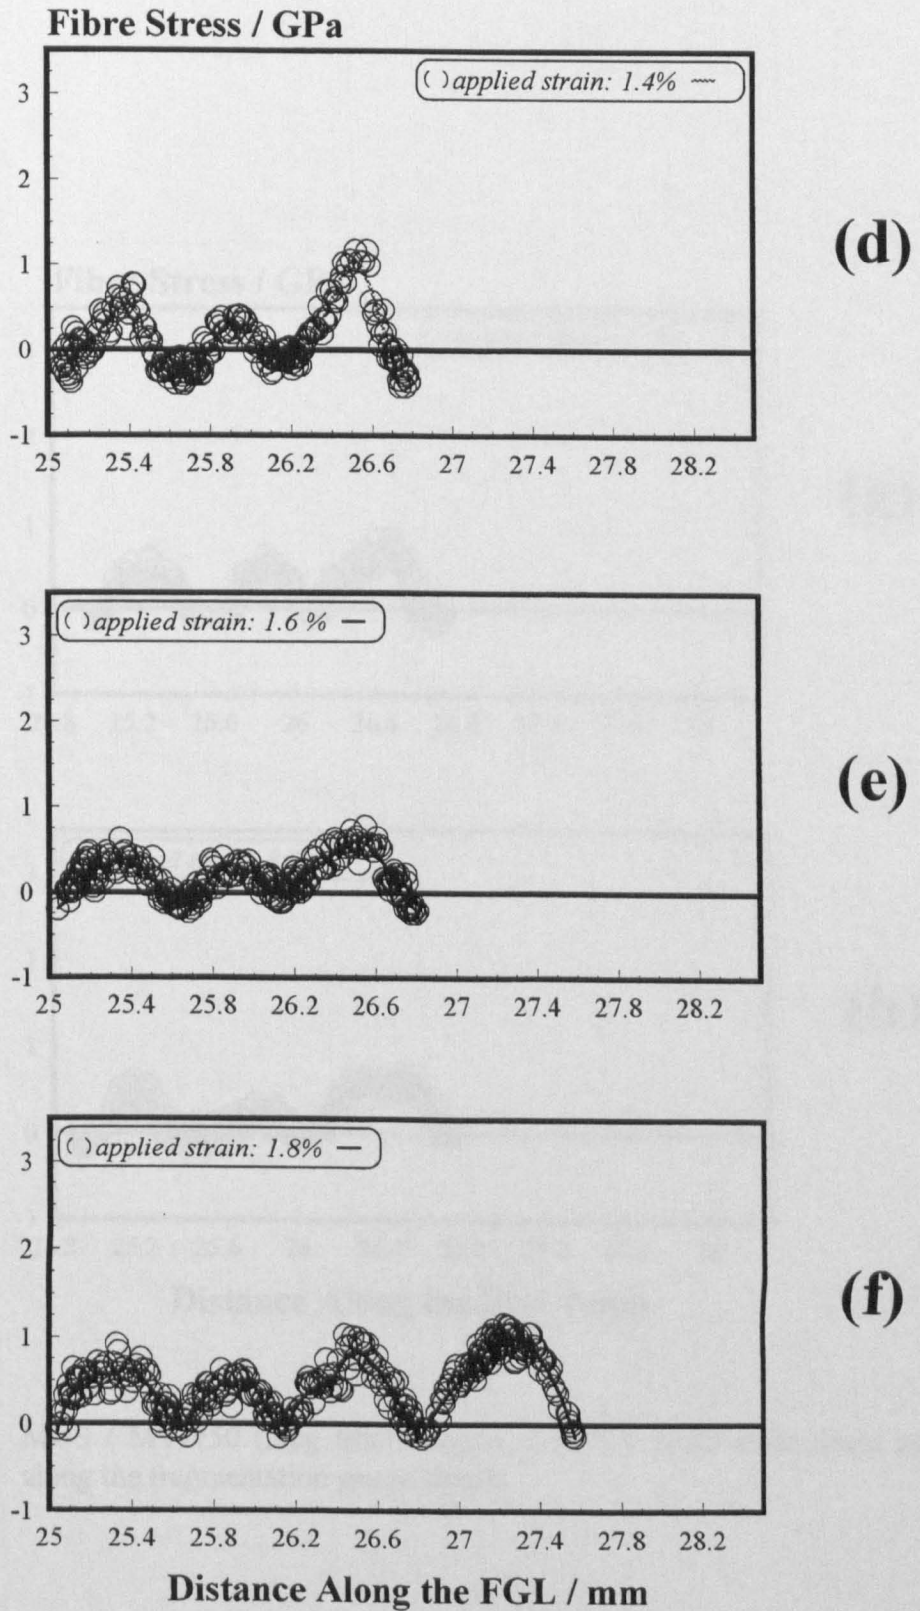 Fibre Stress / GPa
( ) applied strain: 1.4%
3
2
1
0
-1
25 25.4 25.8 26.2 26.6 27 27.4 27.8 28.2
(d)
( ) applied strain: 1.6 %
3
2
1
0
-1
25 25.4 25.8 26.2 26.6 27 27.4 27.8 28.2
(e)
( ) applied strain: 1.8%
3
2
1
0
-1
25 25.4 25.8 26.2 26.6 27 27.4 27.8 28.2
(f)
Distance Along the FGL / mm